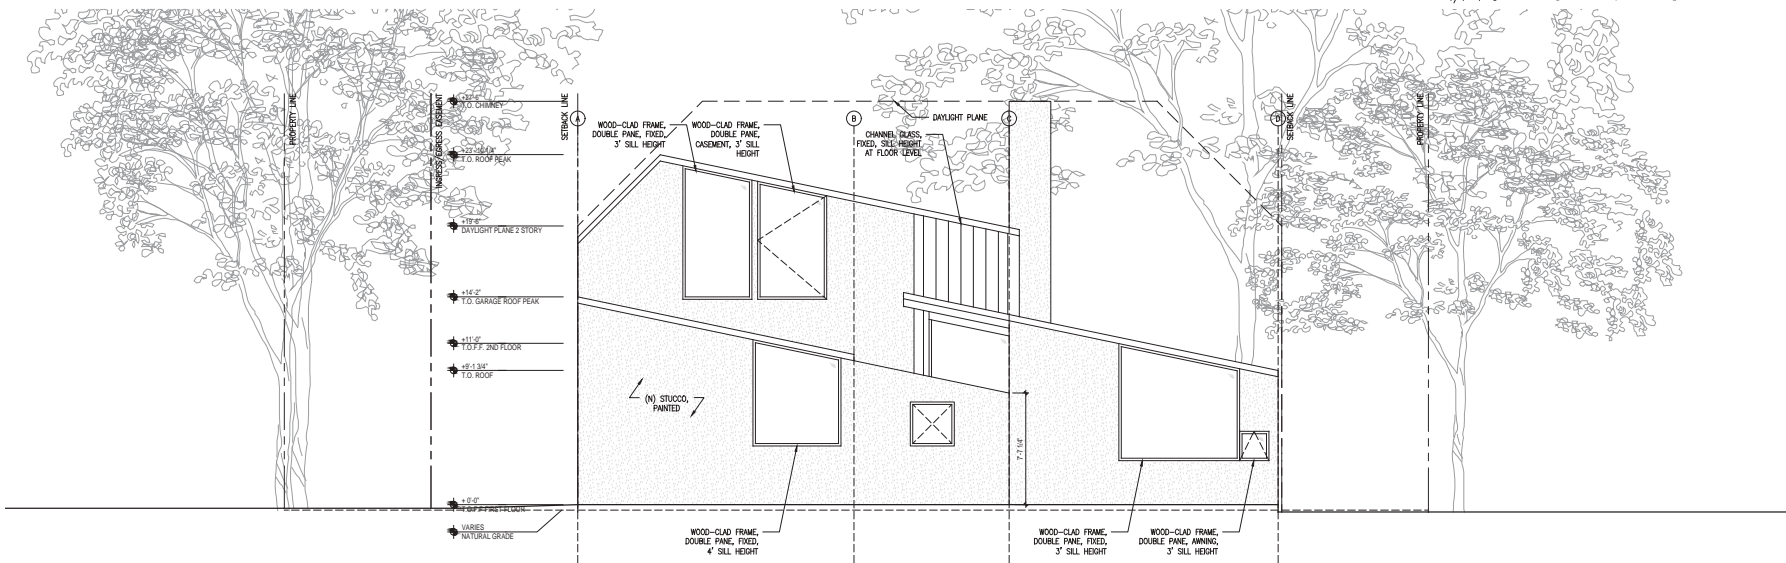 PROPERTY LINE
INGRESS/EGRESS EASEMENT
+27'-6"
T.O. CHIMNEY
T.O. ROOF PEAK
+19'-6"
DAYLIGHT PLANE 2 STORY
+14'-2"
T.O. GARAGE ROOF PEAK
+11'-0"
T.O.F.F. 2ND FLOOR
+9'-1 3/4"
T.O. ROOF
+ 0'-0"
T.O.F.F FIRST FLOOR
VARIES
NATURAL GRADE
SETBACK LINE
A
B
C
D
WOOD-CLAD FRAME,
DOUBLE PANE, FIXED,
3' SILL HEIGHT
WOOD-CLAD FRAME,
DOUBLE PANE,
CASEMENT, 3' SILL
HEIGHT
CHANNEL GLASS,
FIXED, SILL HEIGHT
AT FLOOR LEVEL
DAYLIGHT PLANE
SETBACK LINE
PROPERTY LINE
(N) STUCCO,
PAINTED
7'-7 1/4"
WOOD-CLAD FRAME,
DOUBLE PANE, FIXED,
4' SILL HEIGHT
WOOD-CLAD FRAME,
DOUBLE PANE, FIXED,
3' SILL HEIGHT
WOOD-CLAD FRAME,
DOUBLE PANE, AWNING,
3' SILL HEIGHT